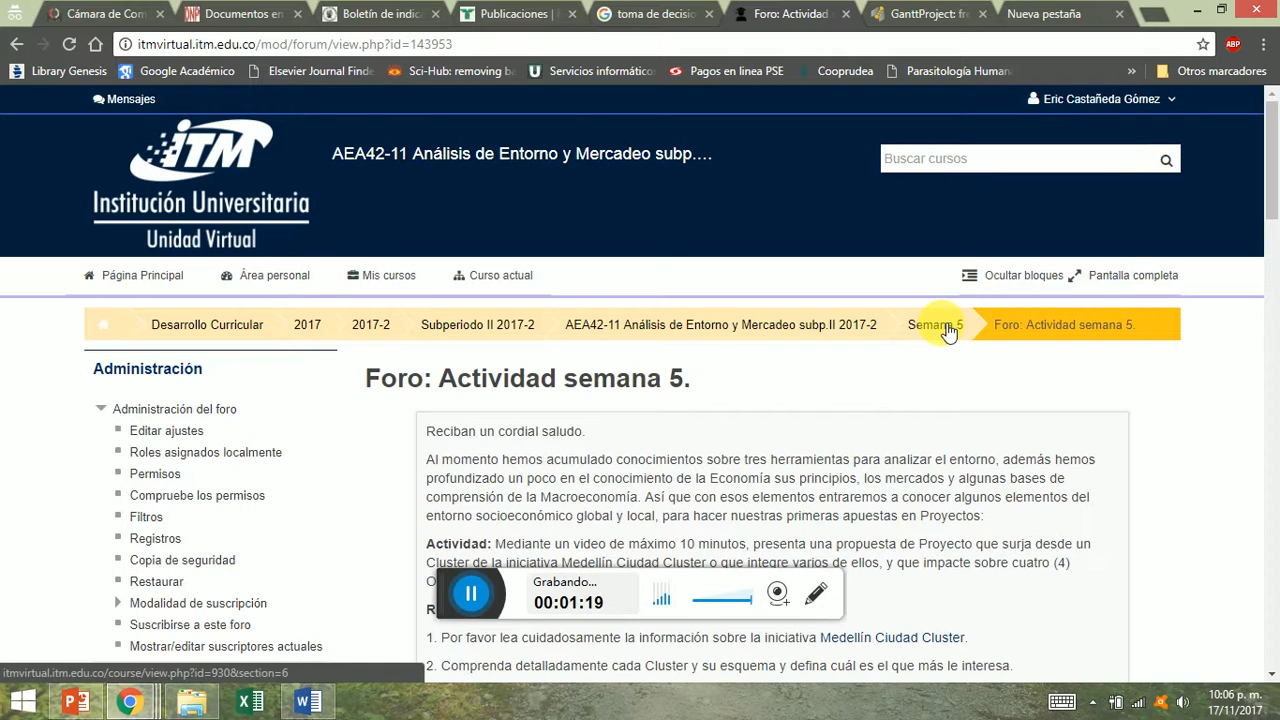 Cámara de Com
Documentos en
Boletín de indica
Publicaciones |
toma de decisio
Foro: Actividad s
GanttProject: fre
Nueva pestaña
itmvirtual.itm.edu.co/mod/forum/view.php?id=143953
ABP
Library Genesis
Google Académico
Elsevier Journal Finde
Sci-Hub: removing ba
Servicios informático
Pagos en linea PSE
Cooprudea
Parasitología Humana
»
Otros marcadores
Mensajes
Eric Castañeda Gómez
iTM
Institución Universitaria
Unidad Virtual
AEA42-11 Análisis de Entorno y Mercadeo subp.…
Buscar cursos
Página Principal
Área personal
Mis cursos
Curso actual
Ocultar bloques
Pantalla completa
Desarrollo Curricular
2017
2017-2
Subperiodo II 2017-2
AEA42-11 Análisis de Entorno y Mercadeo subp.II 2017-2
Semana 5
Foro: Actividad semana 5.
Administración
Administración del foro
Editar ajustes
Roles asignados localmente
Permisos
Compruebe los permisos
Filtros
Registros
Copia de seguridad
Restaurar
Modalidad de suscripción
Suscribirse a este foro
Mostrar/editar suscriptores actuales
Foro: Actividad semana 5.
Reciban un cordial saludo.
Al momento hemos acumulado conocimientos sobre tres herramientas para analizar el entorno, además hemos
profundizado un poco en el conocimiento de la Economía sus principios, los mercados y algunas bases de
comprensión de la Macroeconomía. Así que con esos elementos entraremos a conocer algunos elementos del
entorno socioeconómico global y local, para hacer nuestras primeras apuestas en Proyectos:
Actividad: Mediante un video de máximo 10 minutos, presenta una propuesta de Proyecto que surja desde un
Cluster de la iniciativa Medellín Ciudad Cluster o que integre varios de ellos, y que impacte sobre cuatro (4)
Grabando...
00:01:19
1. Por favor lea cuidadosamente la información sobre la iniciativa Medellín Ciudad Cluster.
2. Comprenda detalladamente cada Cluster y su esquema y defina cuál es el que más le interesa.
itmvirtual.itm.edu.co/course/view.php?id=930&section=6
10:06 p. m.
17/11/2017